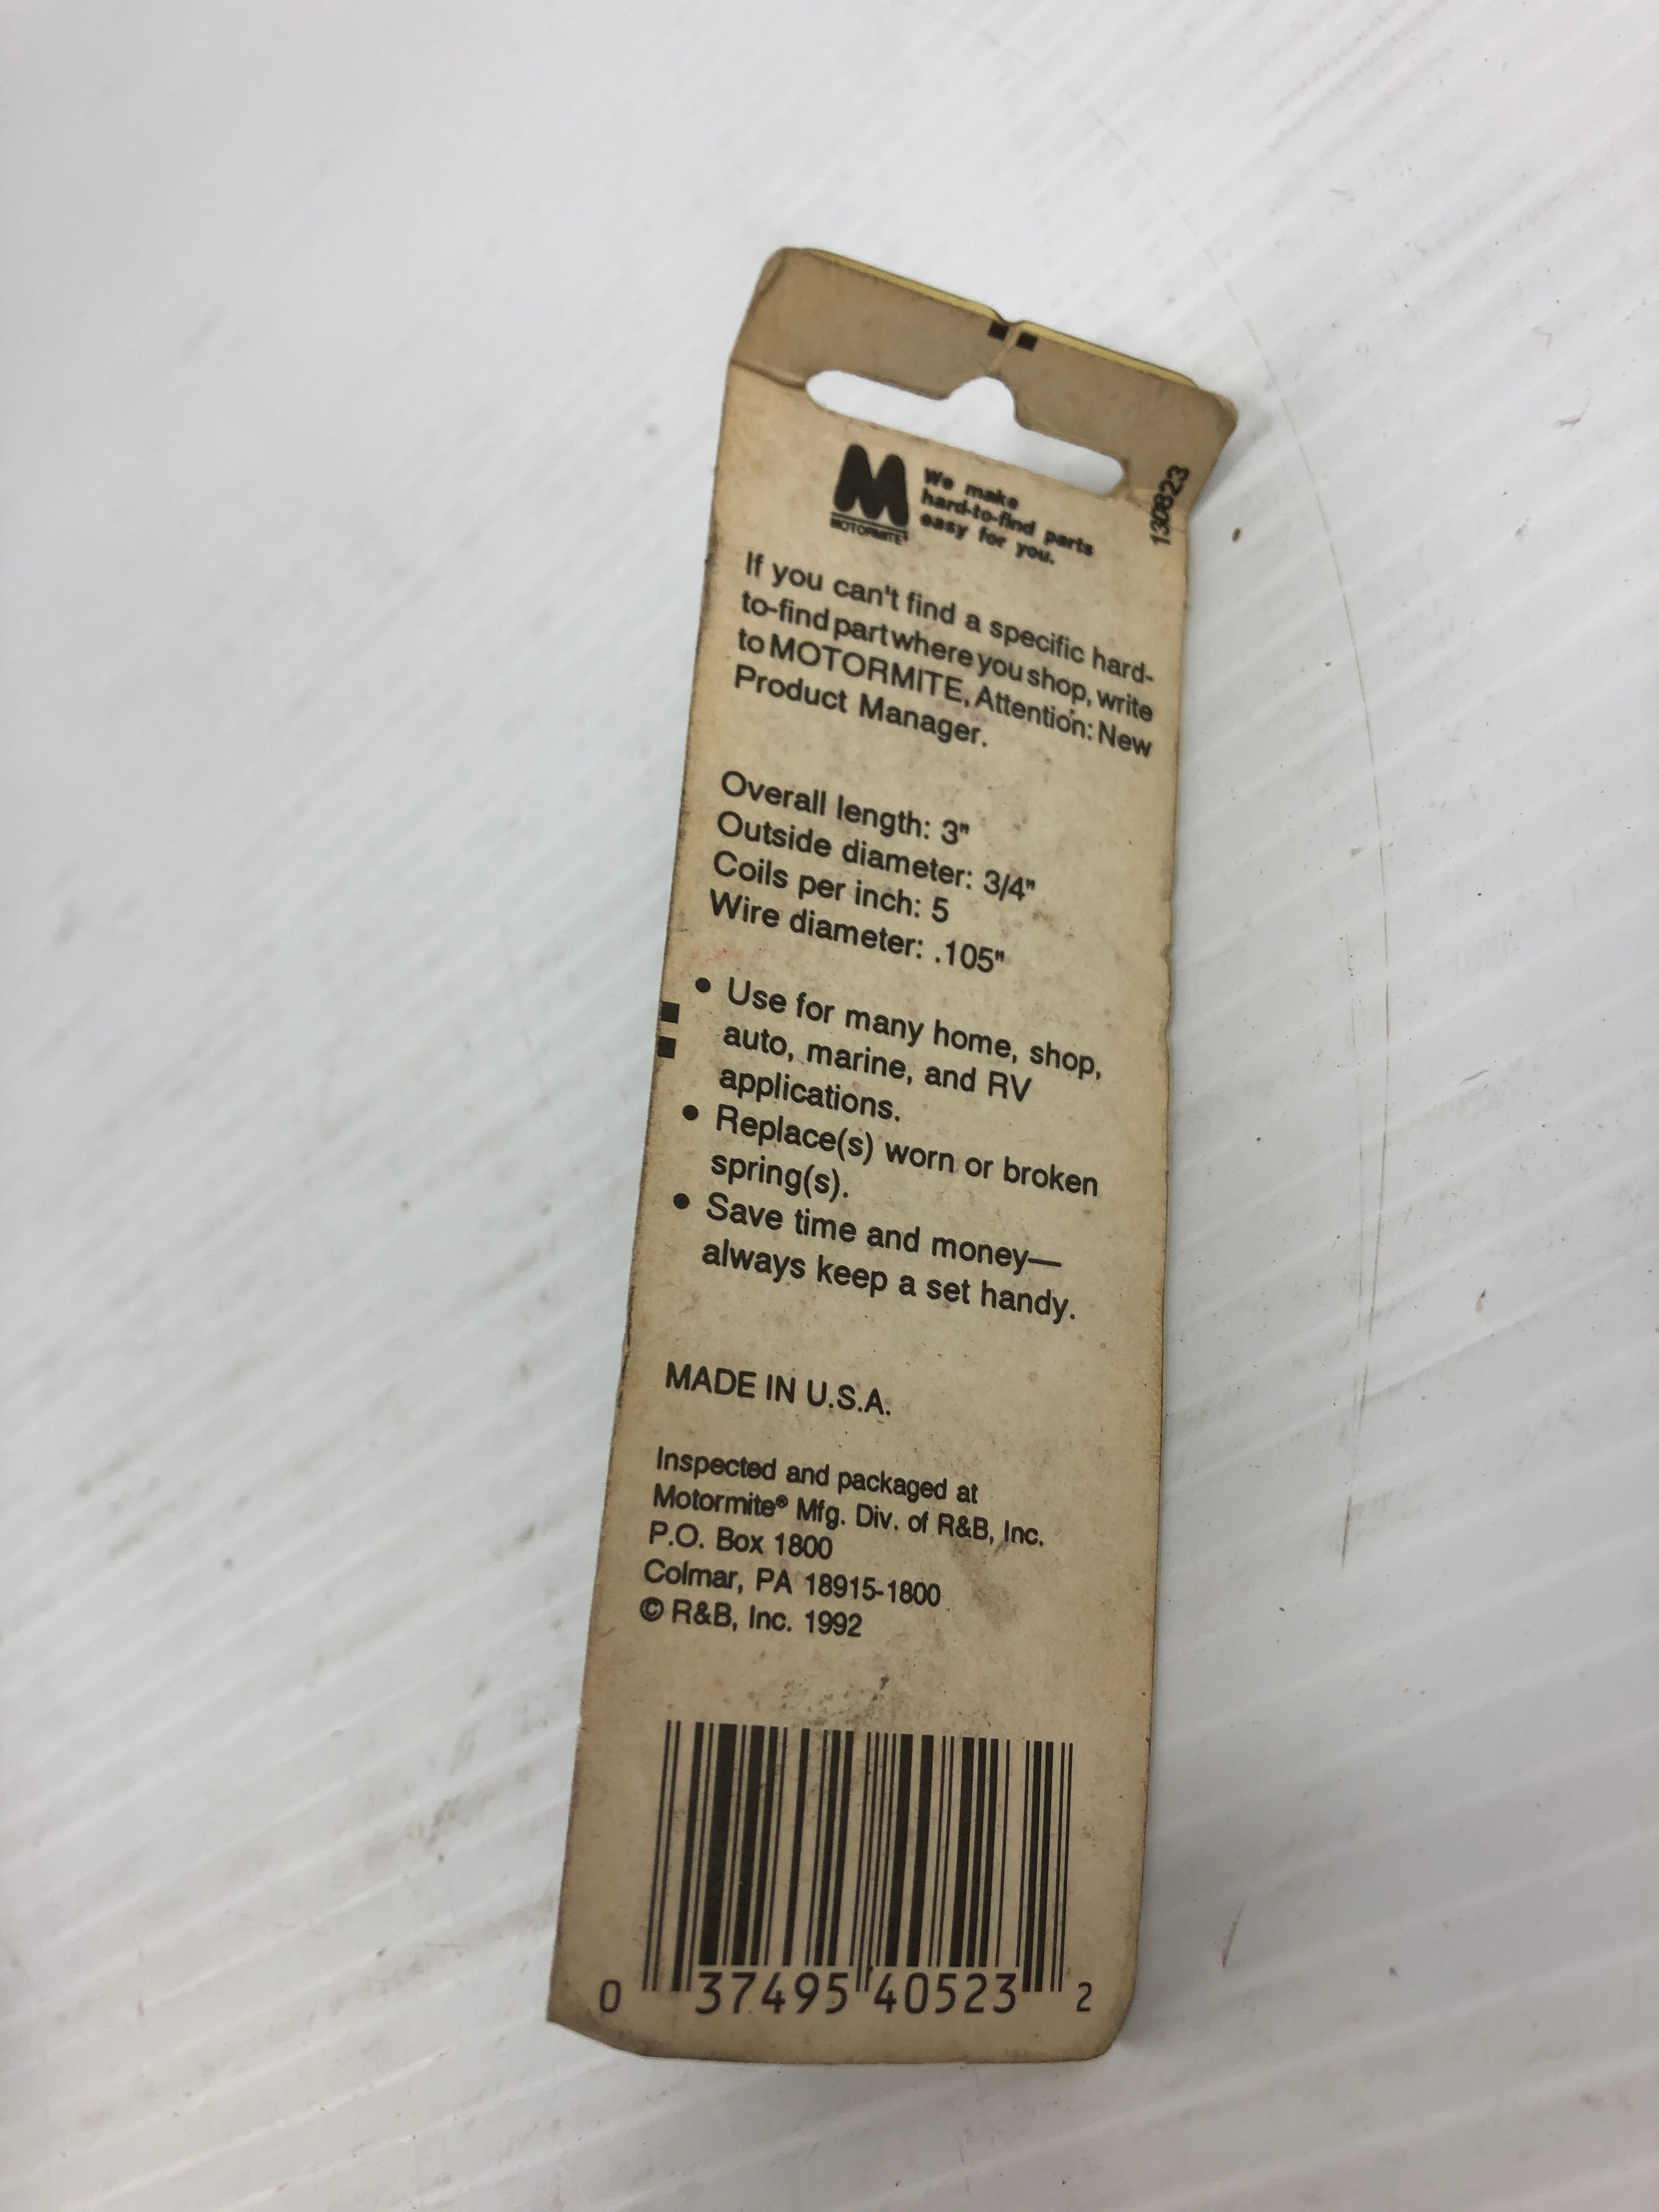 M
MOTORMITE®
We make
hard-to-find parts
easy for you.
130823
If you can't find a specific hard-
to-find part where you shop, write
to MOTORMITE, Attention: New
Product Manager.
Overall length: 3"
Outside diameter: 3/4"
Coils per inch: 5
Wire diameter: .105"
• Use for many home, shop,
auto, marine, and RV
applications.
• Replace(s) worn or broken
spring(s).
• Save time and money—
always keep a set handy.
MADE IN U.S.A.
Inspected and packaged at
Motormite® Mfg. Div. of R&B, Inc.
P.O. Box 1800
Colmar, PA 18915-1800
© R&B, Inc. 1992
0 37495 40523 2